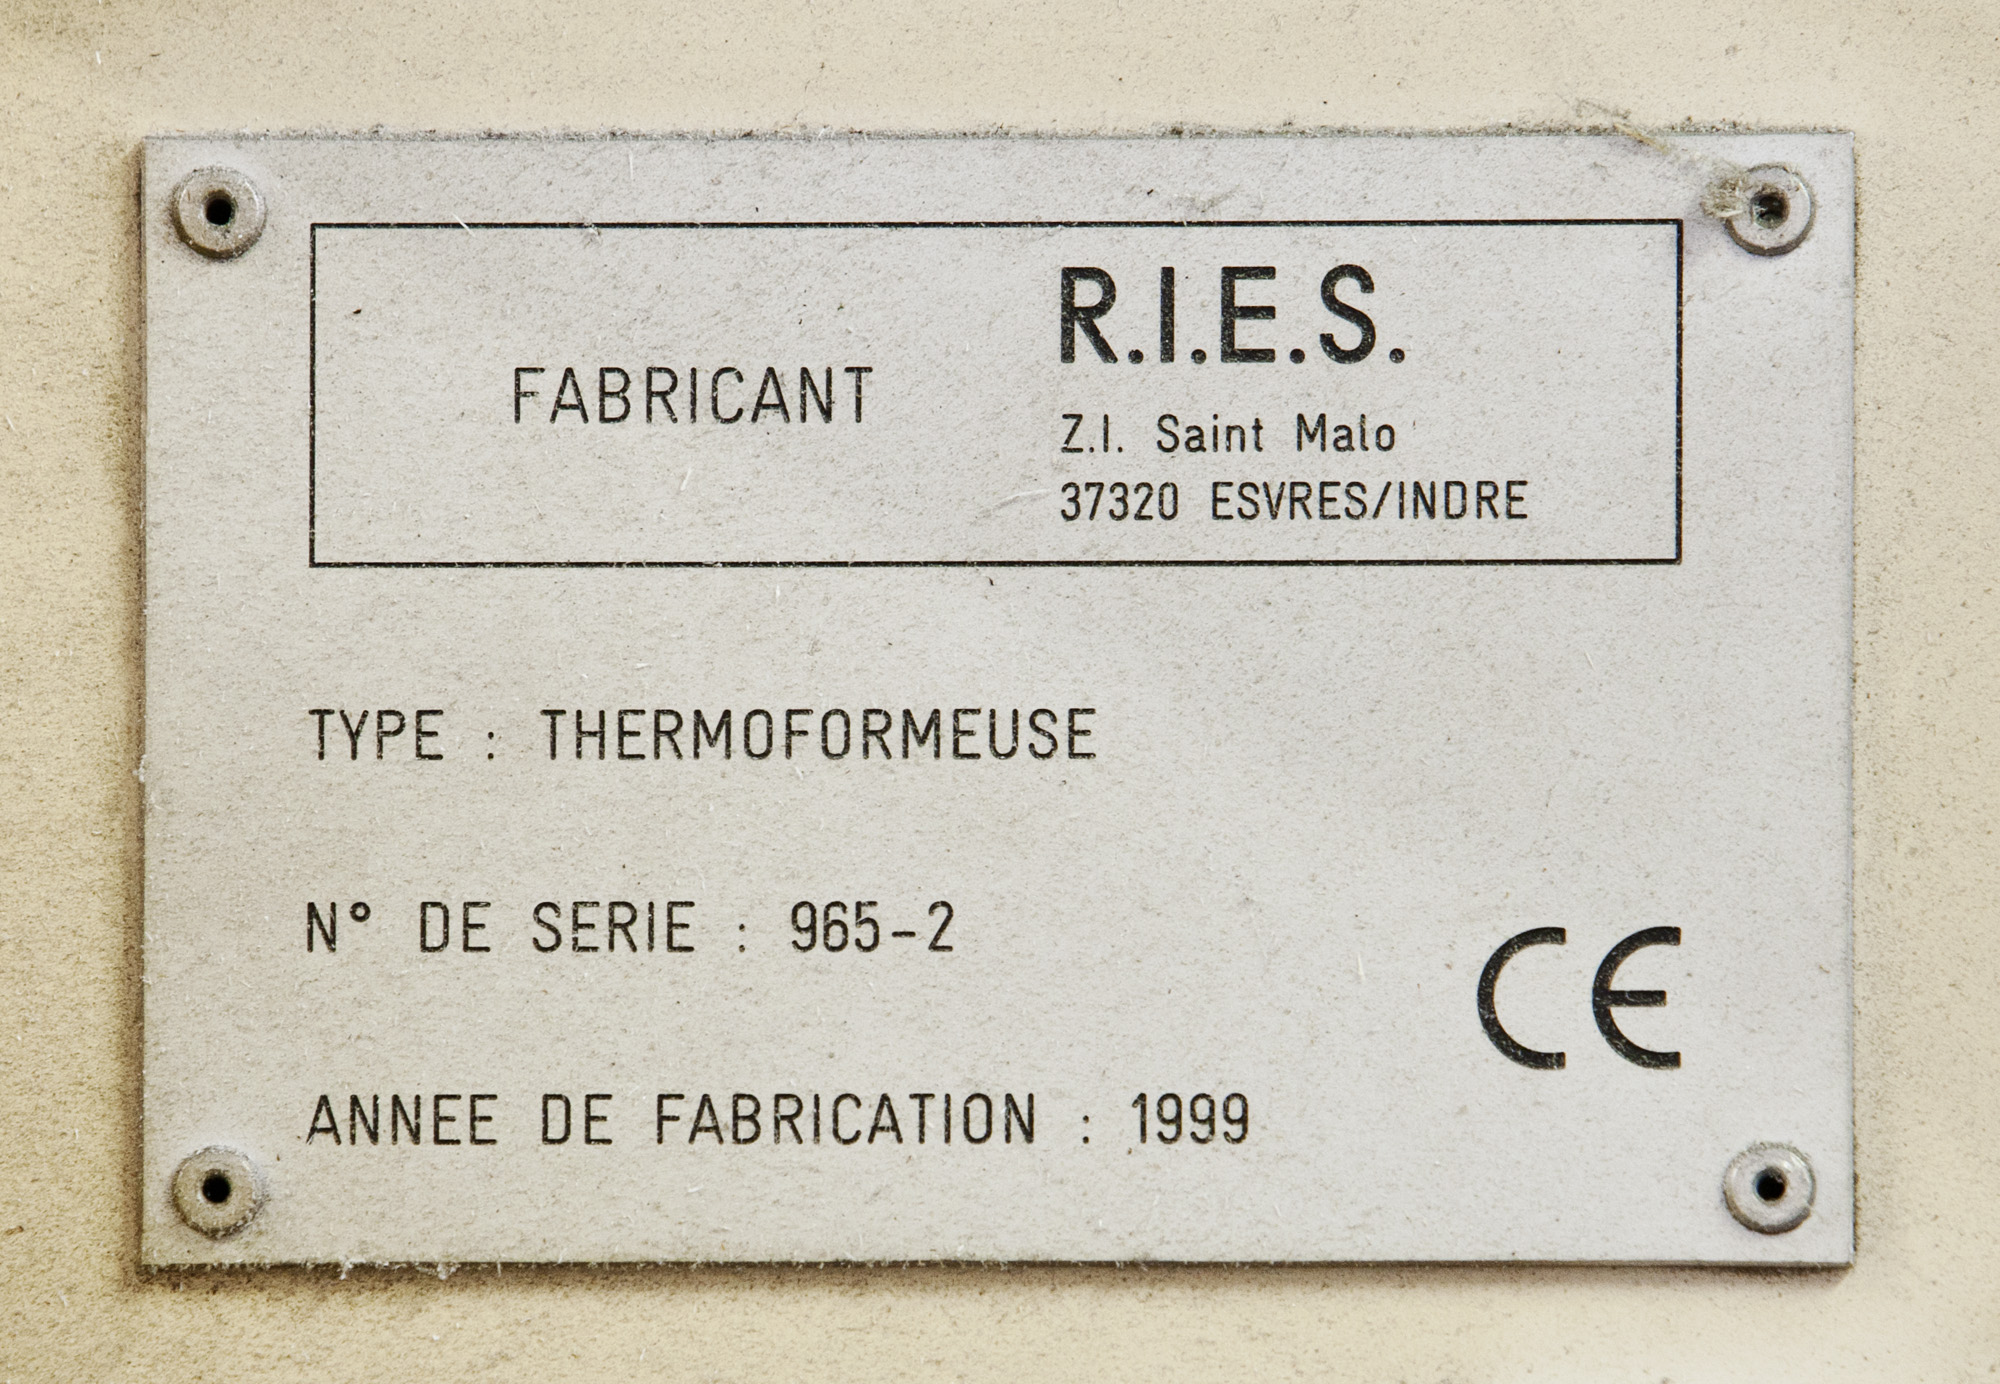 R.I.E.S.
FABRICANT
Z.I. Saint Malo
37320 ESVRES/INDRE
TYPE : THERMOFORMEUSE
N° DE SERIE : 965-2
CE
ANNEE DE FABRICATION : 1999